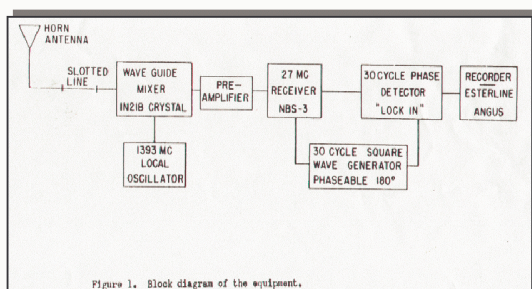 HORN
ANTENNA
SLOTTED
LINE
WAVE GUIDE
MIXER
IN21B CRYSTAL
PRE-
AMPLIFIER
27 MC
RECEIVER
NBS-3
30 CYCLE PHASE
DETECTOR
"LOCK IN"
RECORDER
ESTERLINE
ANGUS
1393 MC
LOCAL
OSCILLATOR
30 CYCLE SQUARE
WAVE GENERATOR
PHASEABLE 180°
Figure 1. Block diagram of the equipment.